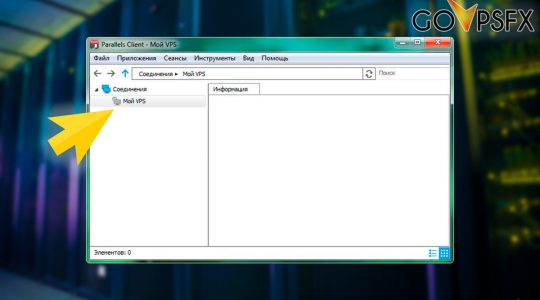 GOVPSFX
Parallels Client - Мой VPS
Файл Приложения Сеансы Инструменты Вид Помощь
Соединения ▸ Мой VPS
Поиск
Соединения
Информация
Мой VPS
Элементов: 0